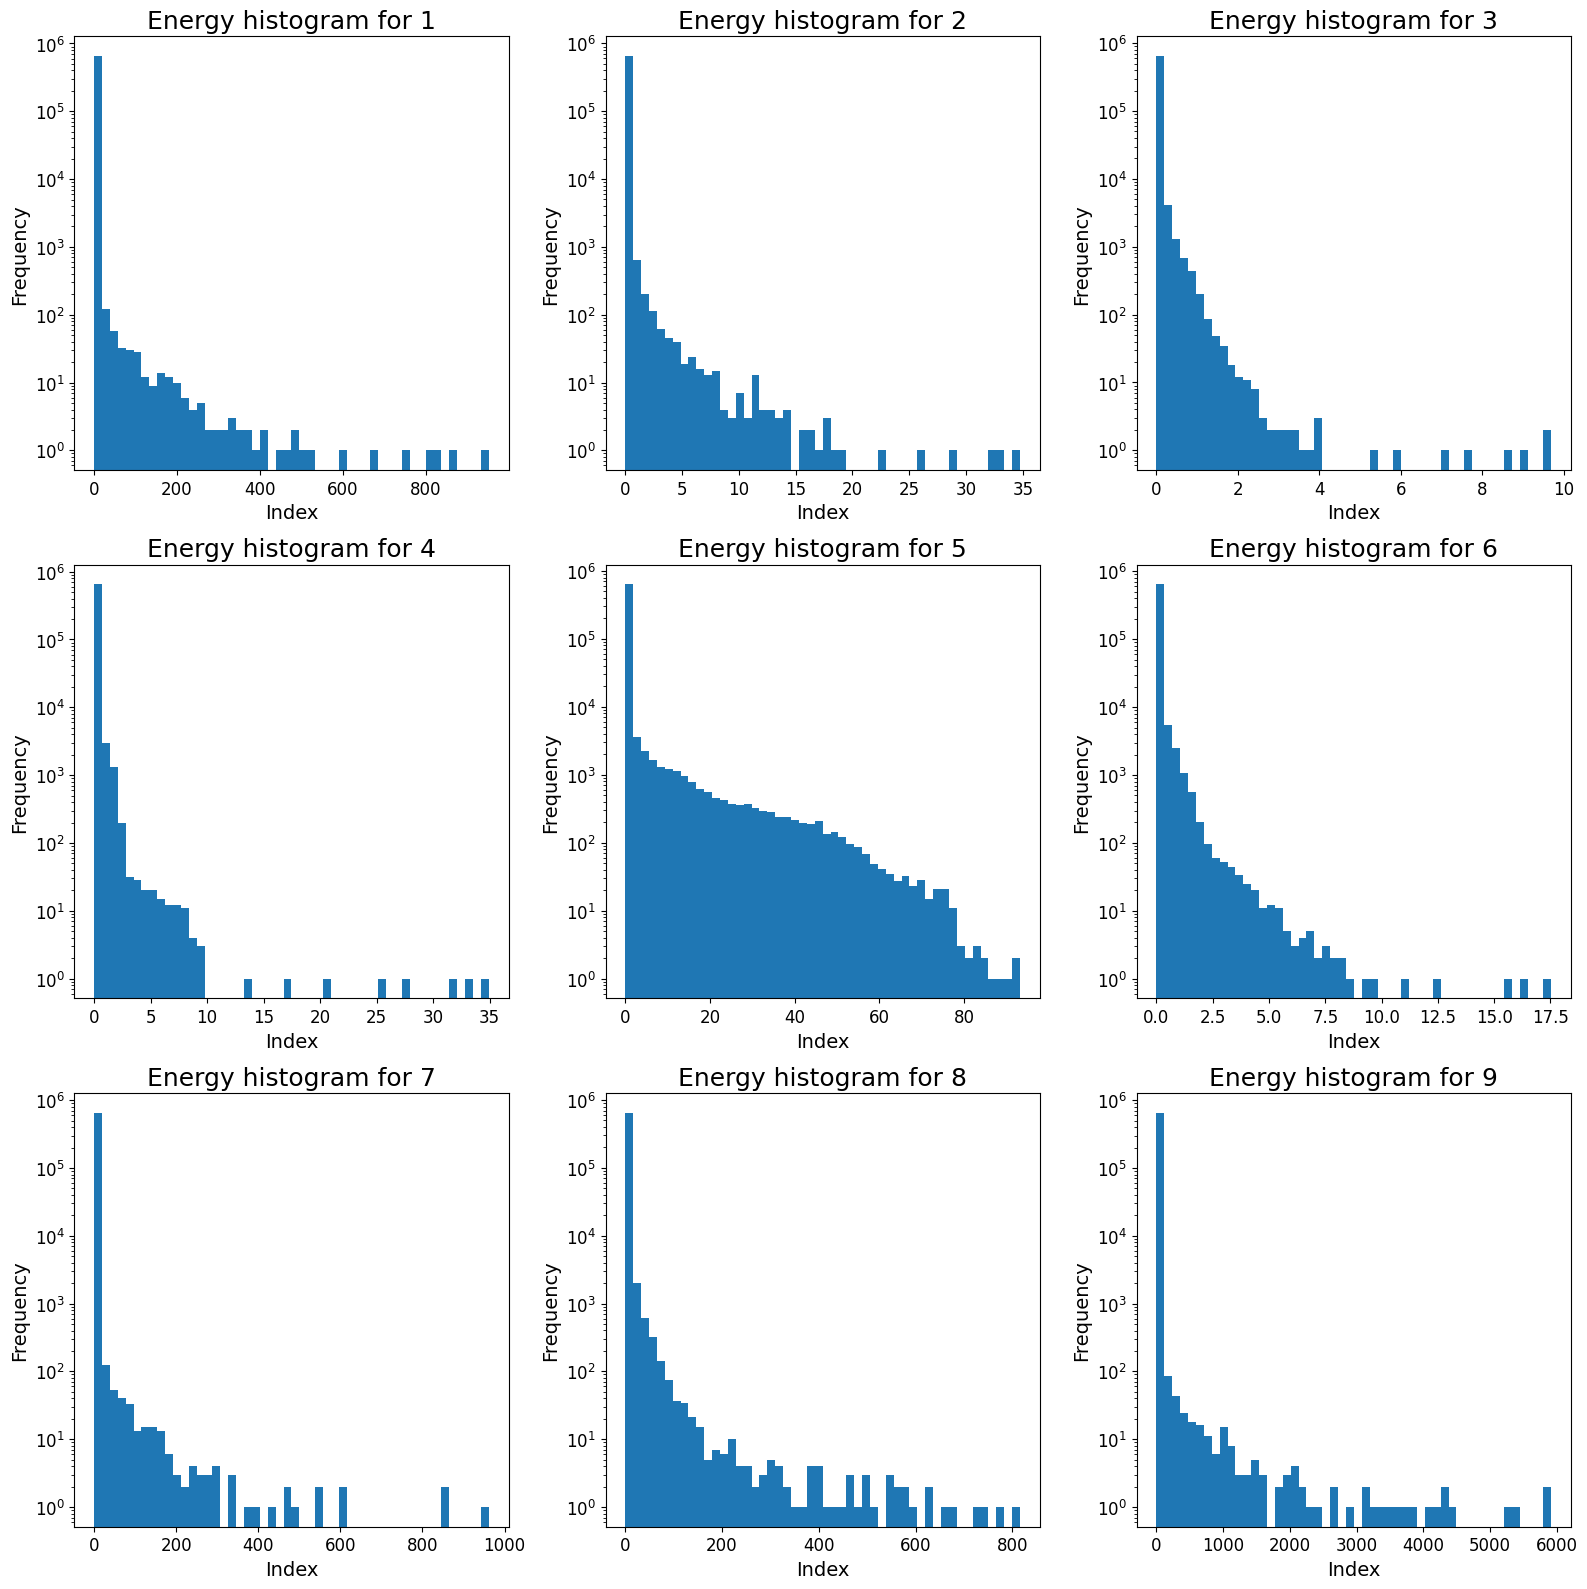 Energy histogram for 1
Energy histogram for 2
Energy histogram for 3
10⁶
10⁵
10⁴
10³
10²
10¹
10⁰
Frequency
0 200 400 600 800
Index
10⁶
10⁵
10⁴
10³
10²
10¹
10⁰
Frequency
0 5 10 15 20 25 30 35
Index
10⁶
10⁵
10⁴
10³
10²
10¹
10⁰
Frequency
0 2 4 6 8 10
Index
Energy histogram for 4
Energy histogram for 5
Energy histogram for 6
10⁶
10⁵
10⁴
10³
10²
10¹
10⁰
Frequency
0 5 10 15 20 25 30 35
Index
10⁶
10⁵
10⁴
10³
10²
10¹
10⁰
Frequency
0 20 40 60 80
Index
10⁶
10⁵
10⁴
10³
10²
10¹
10⁰
Frequency
0.0 2.5 5.0 7.5 10.0 12.5 15.0 17.5
Index
Energy histogram for 7
Energy histogram for 8
Energy histogram for 9
10⁶
10⁵
10⁴
10³
10²
10¹
10⁰
Frequency
0 200 400 600 800 1000
Index
10⁶
10⁵
10⁴
10³
10²
10¹
10⁰
Frequency
0 200 400 600 800
Index
10⁶
10⁵
10⁴
10³
10²
10¹
10⁰
Frequency
0 1000 2000 3000 4000 5000 6000
Index